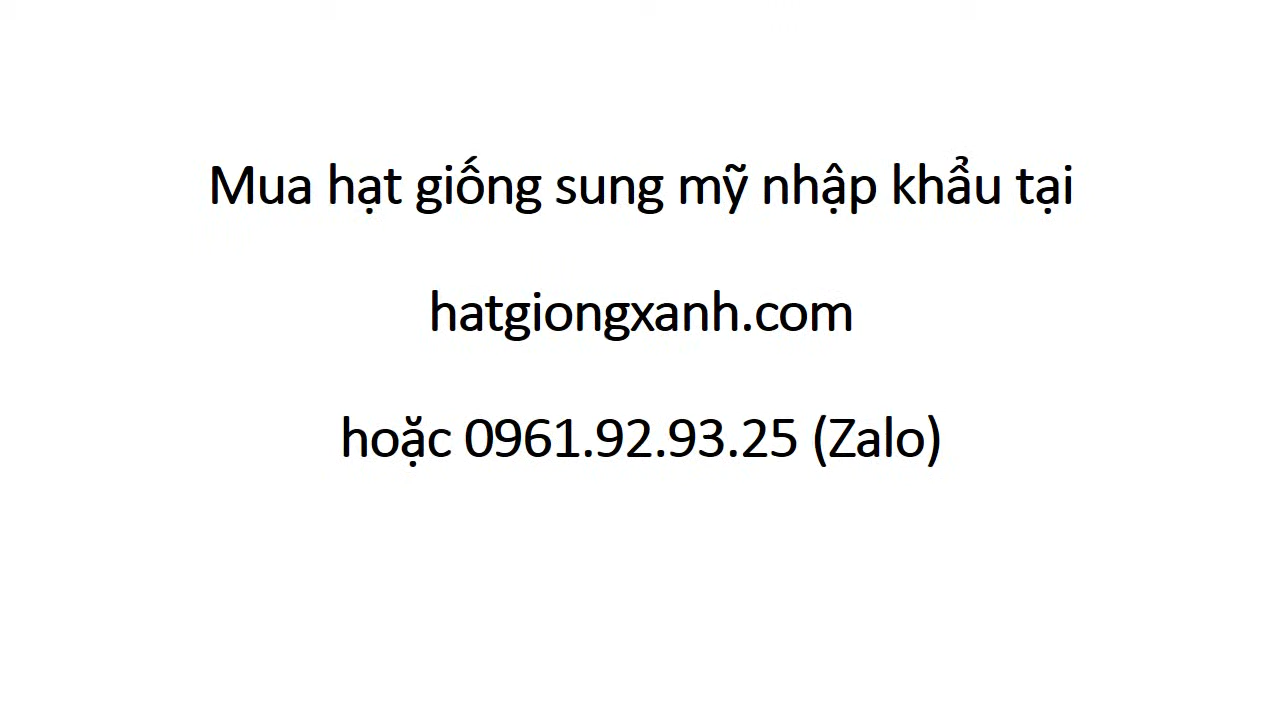 Mua hạt giống sung mỹ nhập khẩu tại
hatgiongxanh.com
hoặc 0961.92.93.25 (Zalo)